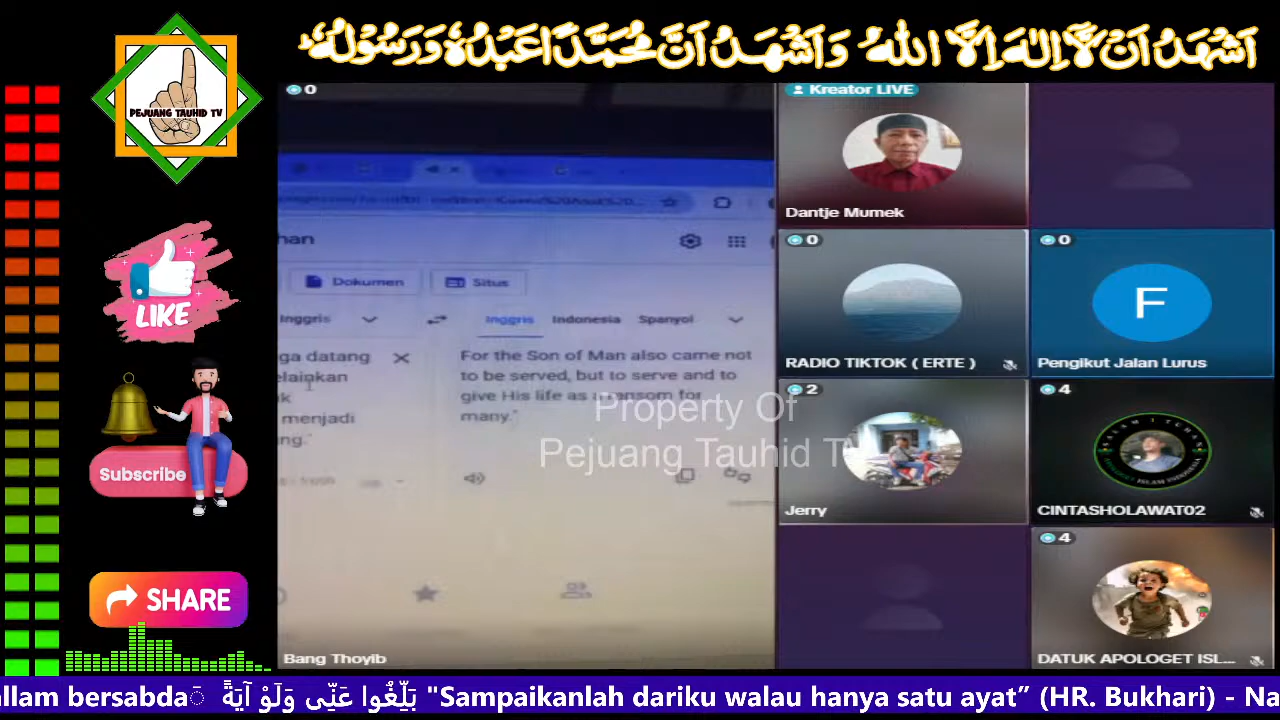 أَشْهَدُ اَنْ لَّا إِلٰهَ إِلَّا اللهُ وَاَشْهَدُ اَنَّ مُحَمَّدًا عَبْدُهُ وَرَسُوْلُهُ
PEJUANG TAUHID TV
LIKE
Subscribe
SHARE
0
Dokumen
Situs
Inggris
Inggris Indonesia Spanyol
ga datang
elainkan
k
menjadi
ng."
For the Son of Man also came not
to be served, but to serve and to
give His life as a ransom for
many."
Property Of
Pejuang Tauhid TV
Bang Thoyib
Kreator LIVE
Dantje Mumek
0
RADIO TIKTOK ( ERTE )
0
F
Pengikut Jalan Lurus
2
Jerry
4
CINTASHOLAWAT02
4
DATUK APOLOGET ISL...
allam bersabda بَلِّغُوا عَنِّى وَلَوْ آيَةً "Sampaikanlah dariku walau hanya satu ayat” (HR. Bukhari) - Na